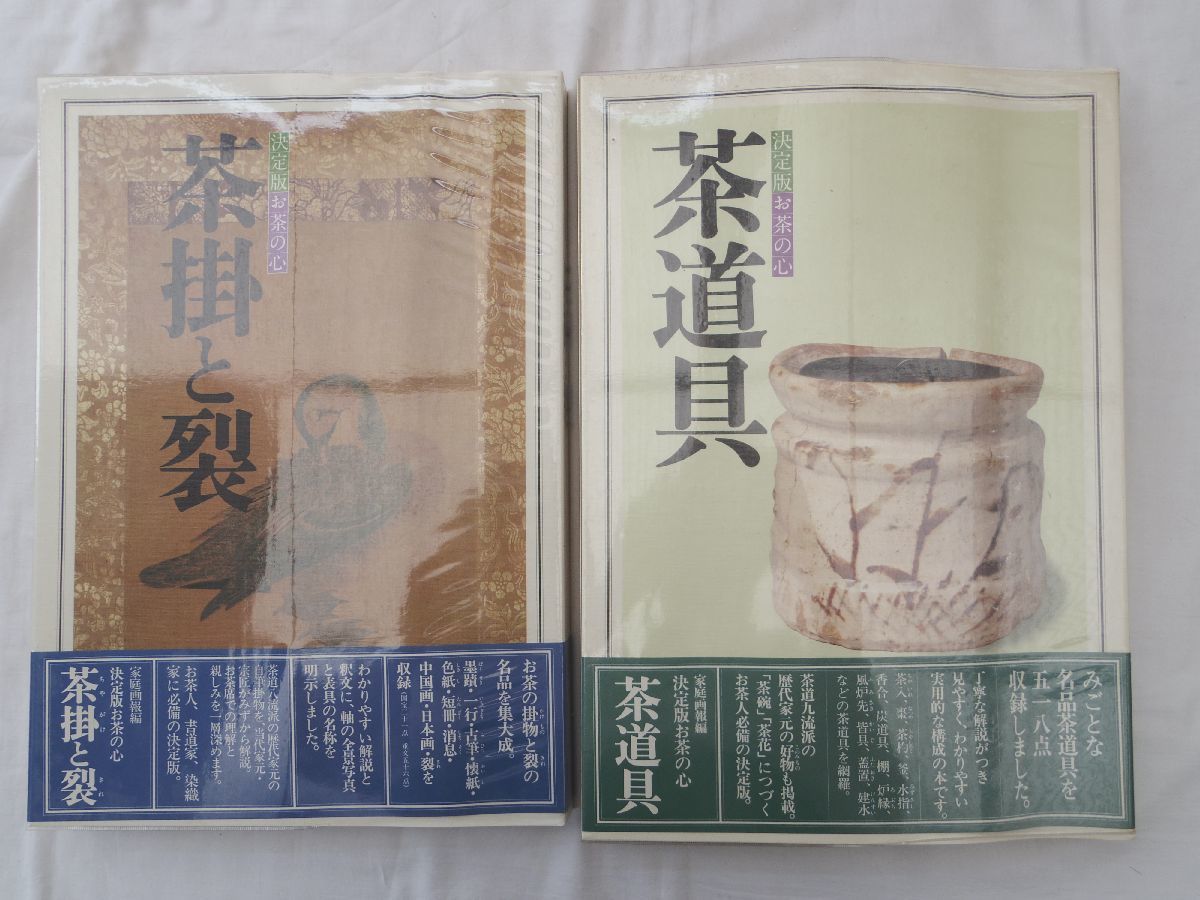 決定版 お茶の心
茶掛と裂
お茶の掛物と裂の
名品を集大成。
墨蹟・一行・古筆・懐紙・
色紙・短冊・消息・
中国画・日本画・裂を
収録
わかりやすい解説と
釈文に、軸の全景写真
と表具の名称を
明示しました。
茶道八流派の歴代家元の
自筆掛物を、当代家元・
宗匠がみずから解説。
お茶席での理解と
親しみを一層深めます。
お茶人、書道家、染織
家に必備の決定版。
家庭画報編
決定版お茶の心
茶掛と裂
決定版 お茶の心
茶道具
みごとな
名品茶道具を
五一八点
収録しました。
丁寧な解説がつき
見やすく・わかりやすい
実用的な構成の本です。
茶入、棗、茶杓、釜、水指、
香合、炭道具、棚、炉縁、
風炉先、皆具、蓋置、建水
などの茶道具を網羅。
茶道九流派の
歴代家元の好物も掲載。
「茶碗」「茶花」につづく
お茶人必備の決定版。
家庭画報編
決定版お茶の心
茶道具